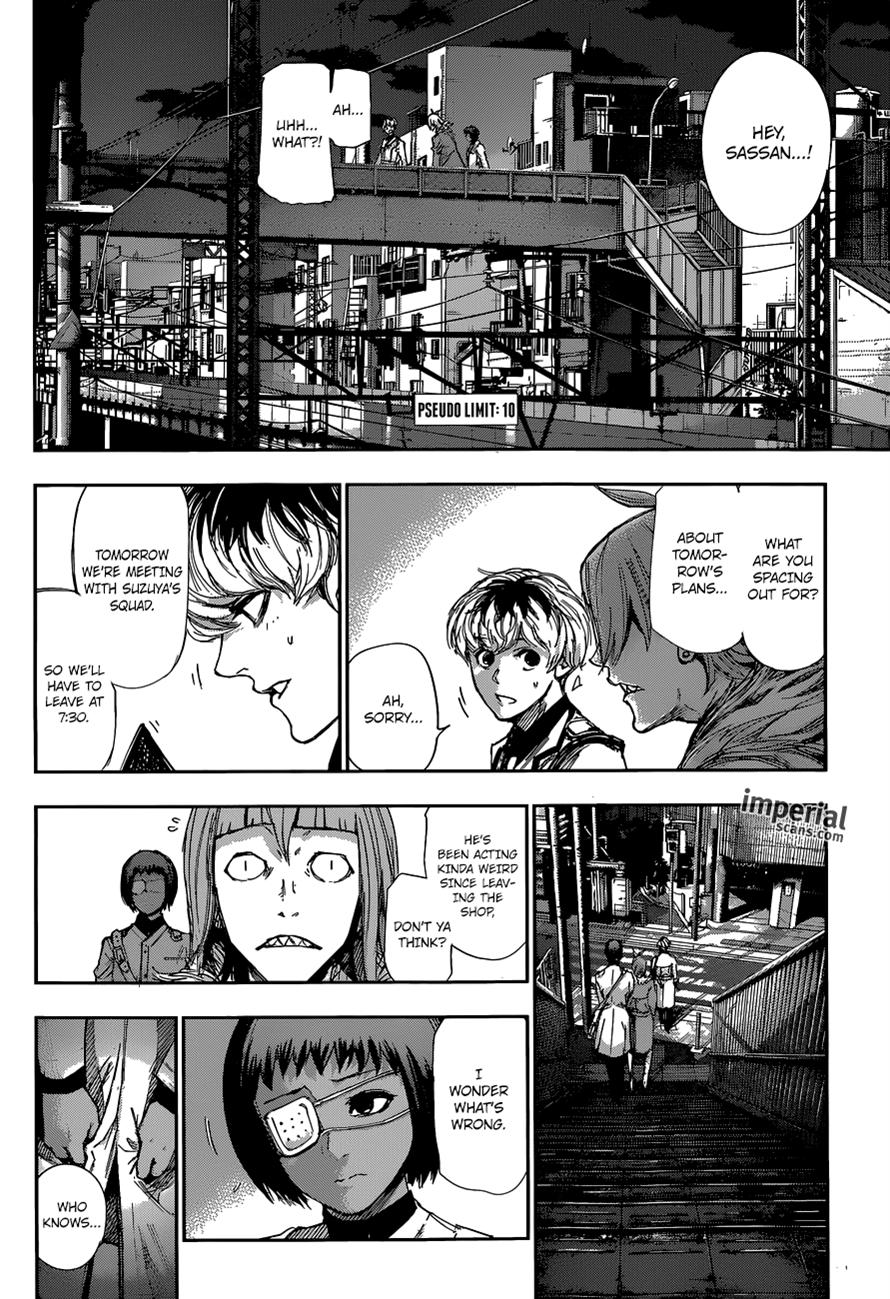 HEY,
SASSAN...!
AH...
UHH...
WHAT?!
PSEUDO LIMIT: 10
WHAT
ARE YOU
SPACING
OUT FOR?
ABOUT
TOMOR-
ROW'S
PLANS...
AH,
SORRY...
TOMORROW
WE'RE MEETING
WITH SUZUYA'S
SQUAD.
SO WE'LL
HAVE TO
LEAVE AT
7:30.
imperial
scans.com
HE'S
BEEN ACTING
KINDA WEIRD
SINCE LEAV-
ING THE
SHOP,
DON'T YA
THINK?
I
WONDER
WHAT'S
WRONG.
WHO
KNOWS...